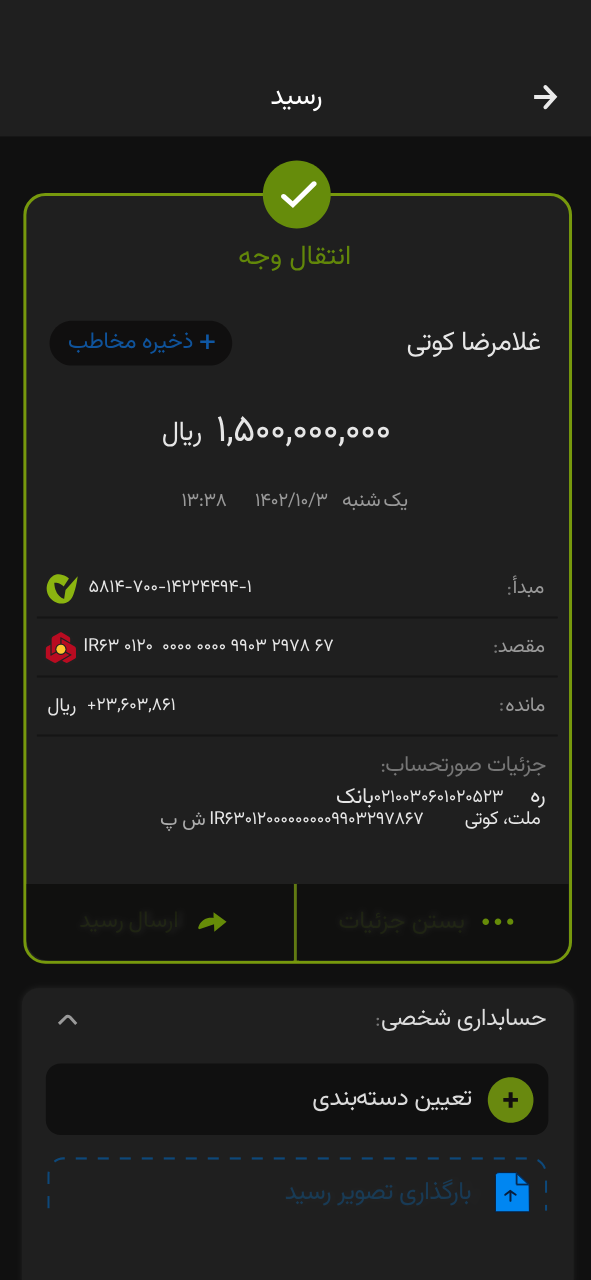 رسید
انتقال وجه
غلامرضا کوتی
+ ذخیره مخاطب
۱,۵۰۰,۰۰۰,۰۰۰ ریال
یک شنبه ۱۴۰۲/۱۰/۳ ۱۳:۳۸
مبدأ: ۵۸۱۴-۷۰۰-۱۴۲۲۴۴۹۴-۱
مقصد: IR۶۳ ۰۱۲۰ ۰۰۰۰ ۰۰۰۰ ۹۹۰۳ ۲۹۷۸ ۶۷
مانده: +۲۳,۶۰۳,۸۶۱ ریال
جزئیات صورتحساب:
ره ۰۲۱۰۰۳۰۶۰۱۰۲۰۵۲۳بانک
ملت، کوتی IR۶۳۰۱۲۰۰۰۰۰۰۰۰۰۹۹۰۳۲۹۷۸۶۷ ش پ
بستن جزئیات
ارسال رسید
حسابداری شخصی:
تعیین دسته‌بندی
بارگذاری تصویر رسید